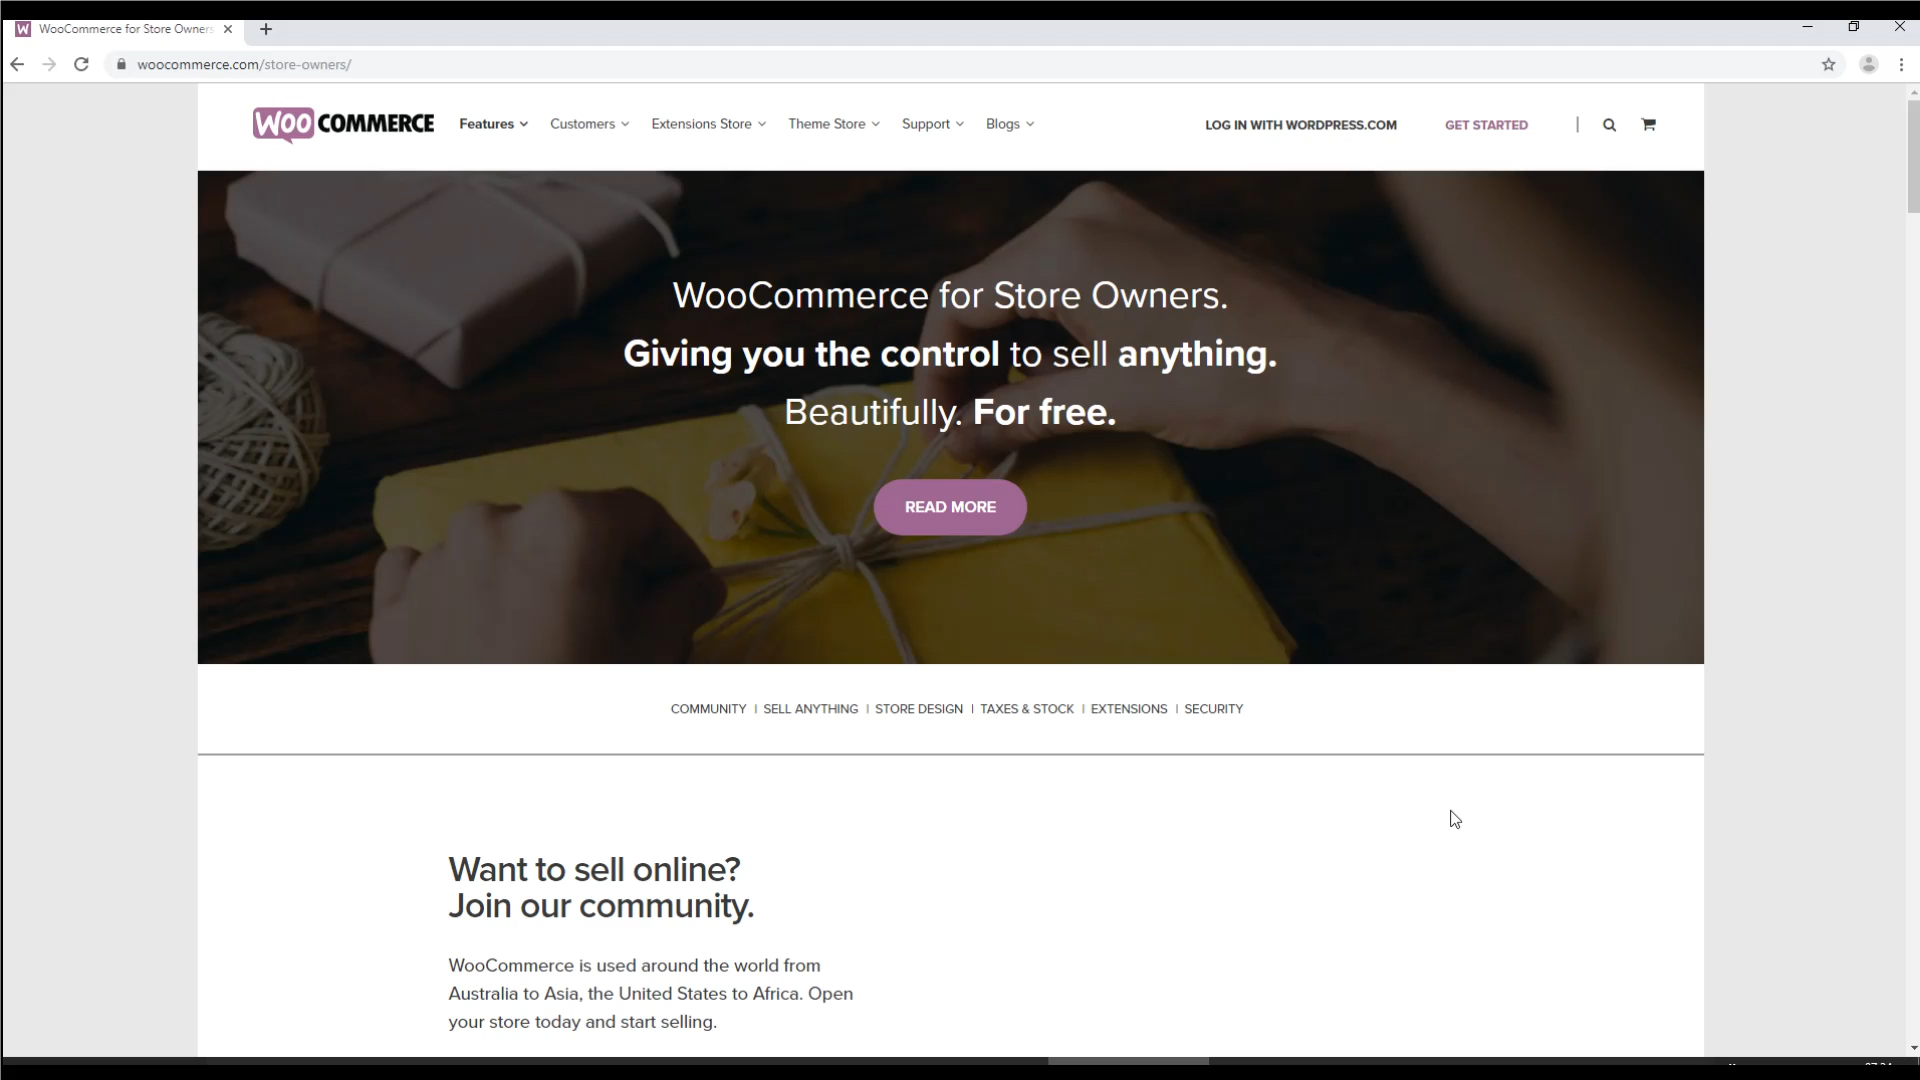 WooCommerce for Store Owners
woocommerce.com/store-owners/
WOO COMMERCE
Features
Customers
Extensions Store
Theme Store
Support
Blogs
LOG IN WITH WORDPRESS.COM
GET STARTED
WooCommerce for Store Owners.
Giving you the control to sell anything.
Beautifully. For free.
READ MORE
COMMUNITY | SELL ANYTHING | STORE DESIGN | TAXES & STOCK | EXTENSIONS | SECURITY
Want to sell online?
Join our community.
WooCommerce is used around the world from
Australia to Asia, the United States to Africa. Open
your store today and start selling.